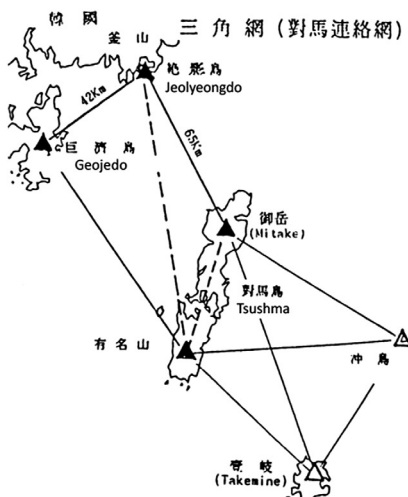 韓國
三角網(對馬連絡網)
釜山
絶影島
Jeolyeongdo
42Km
65Km
巨濟島
Geojedo
御岳
(Mitake)
對馬島
Tsushma
有名山
沖島
壱岐
(Takemine)